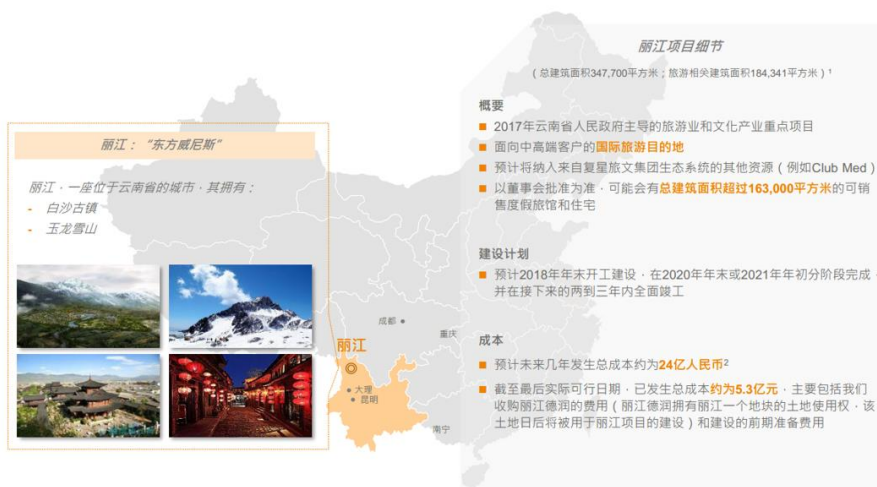 丽江项目细节
（总建筑面积347,700平方米；旅游相关建筑面积184,341平方米）¹
概要
■ 2017年云南省人民政府主导的旅游业和文化产业重点项目
■ 面向中高端客户的国际旅游目的地
■ 预计将纳入来自复星旅文集团生态系统的其他资源（例如Club Med）
■ 以董事会批准为准，可能会有总建筑面积超过163,000平方米的可销
售度假旅馆和住宅
建设计划
■ 预计2018年年末开工建设，在2020年年末或2021年年初分阶段完成，
并在接下来的两到三年内全面竣工
成本
■ 预计未来几年发生总成本约为24亿人民币²
■ 截至最后实际可行日期，已发生总成本约为5.3亿元，主要包括我们
收购丽江德润的费用（丽江德润拥有丽江一个地块的土地使用权，该
土地日后将被用于丽江项目的建设）和建设的前期准备费用
丽江：“东方威尼斯”
丽江，一座位于云南省的城市，其拥有：
- 白沙古镇
- 玉龙雪山
成都
重庆
丽江
大理
昆明
南宁